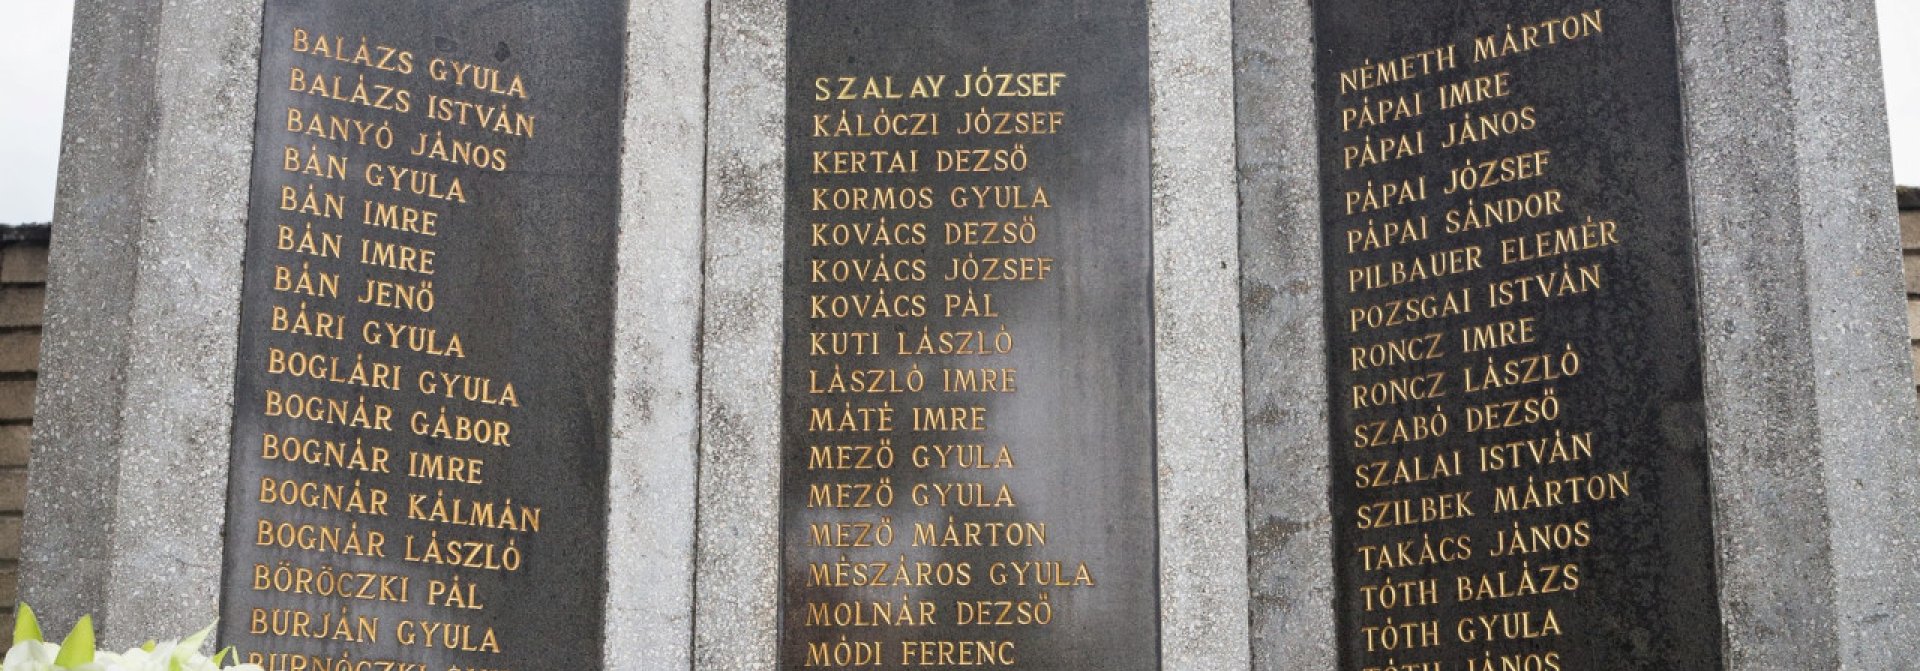 BALÁZS GYULA
BALÁZS ISTVÁN
BANYÓ JÁNOS
BÁN GYULA
BÁN IMRE
BÁN IMRE
BÁN JENŐ
BÁRI GYULA
BOGLÁRI GYULA
BOGNÁR GÁBOR
BOGNÁR IMRE
BOGNÁR KÁLMÁN
BOGNÁR LÁSZLÓ
BÖRÖCZKI PÁL
BURJÁN GYULA
BURNÓCZKI
SZALAY JÓZSEF
KÁLÓCZI JÓZSEF
KERTAI DEZSŐ
KORMOS GYULA
KOVÁCS DEZSŐ
KOVÁCS JÓZSEF
KOVÁCS PÁL
KUTI LÁSZLÓ
LÁSZLÓ IMRE
MÁTÉ IMRE
MEZŐ GYULA
MEZŐ GYULA
MEZŐ MÁRTON
MÉSZÁROS GYULA
MOLNÁR DEZSŐ
MÓDI FERENC
NÉMETH MÁRTON
PÁPAI IMRE
PÁPAI JÁNOS
PÁPAI JÓZSEF
PÁPAI SÁNDOR
PILBAUER ELEMÉR
POZSGAI ISTVÁN
RONCZ IMRE
RONCZ LÁSZLÓ
SZABÓ DEZSŐ
SZALAI ISTVÁN
SZILBEK MÁRTON
TAKÁCS JÁNOS
TÓTH BALÁZS
TÓTH GYULA
TÓTH JÁNOS